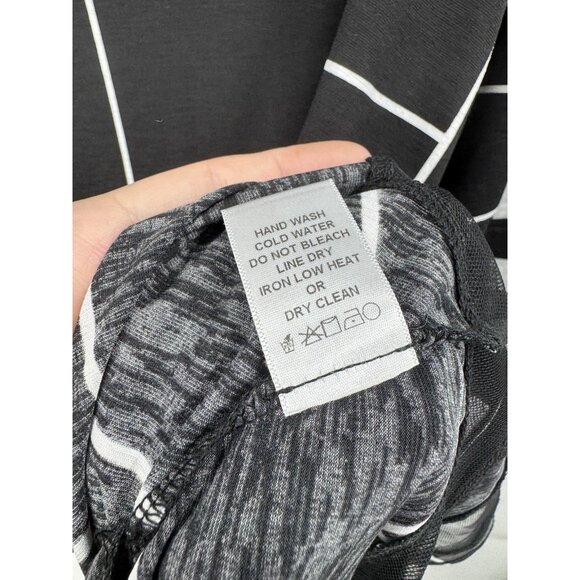 HAND WASH
COLD WATER
DO NOT BLEACH
LINE DRY
IRON LOW HEAT
OR
DRY CLEAN